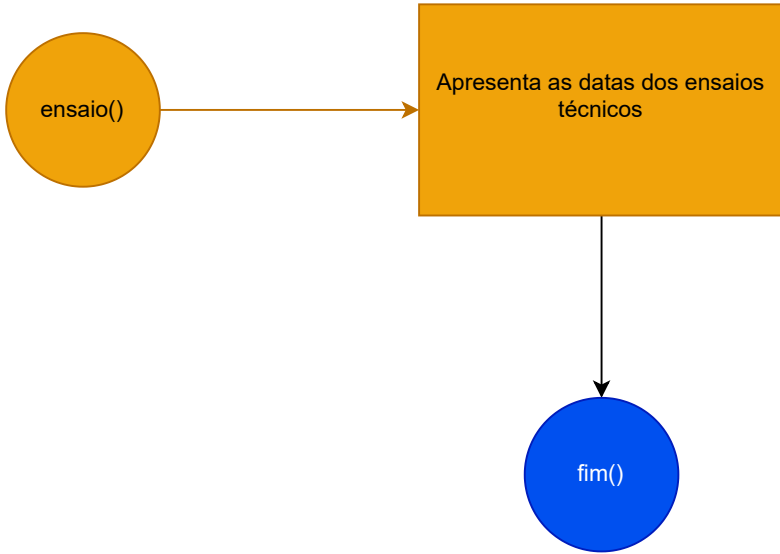 ensaio()
Apresenta as datas dos ensaios
técnicos
fim()